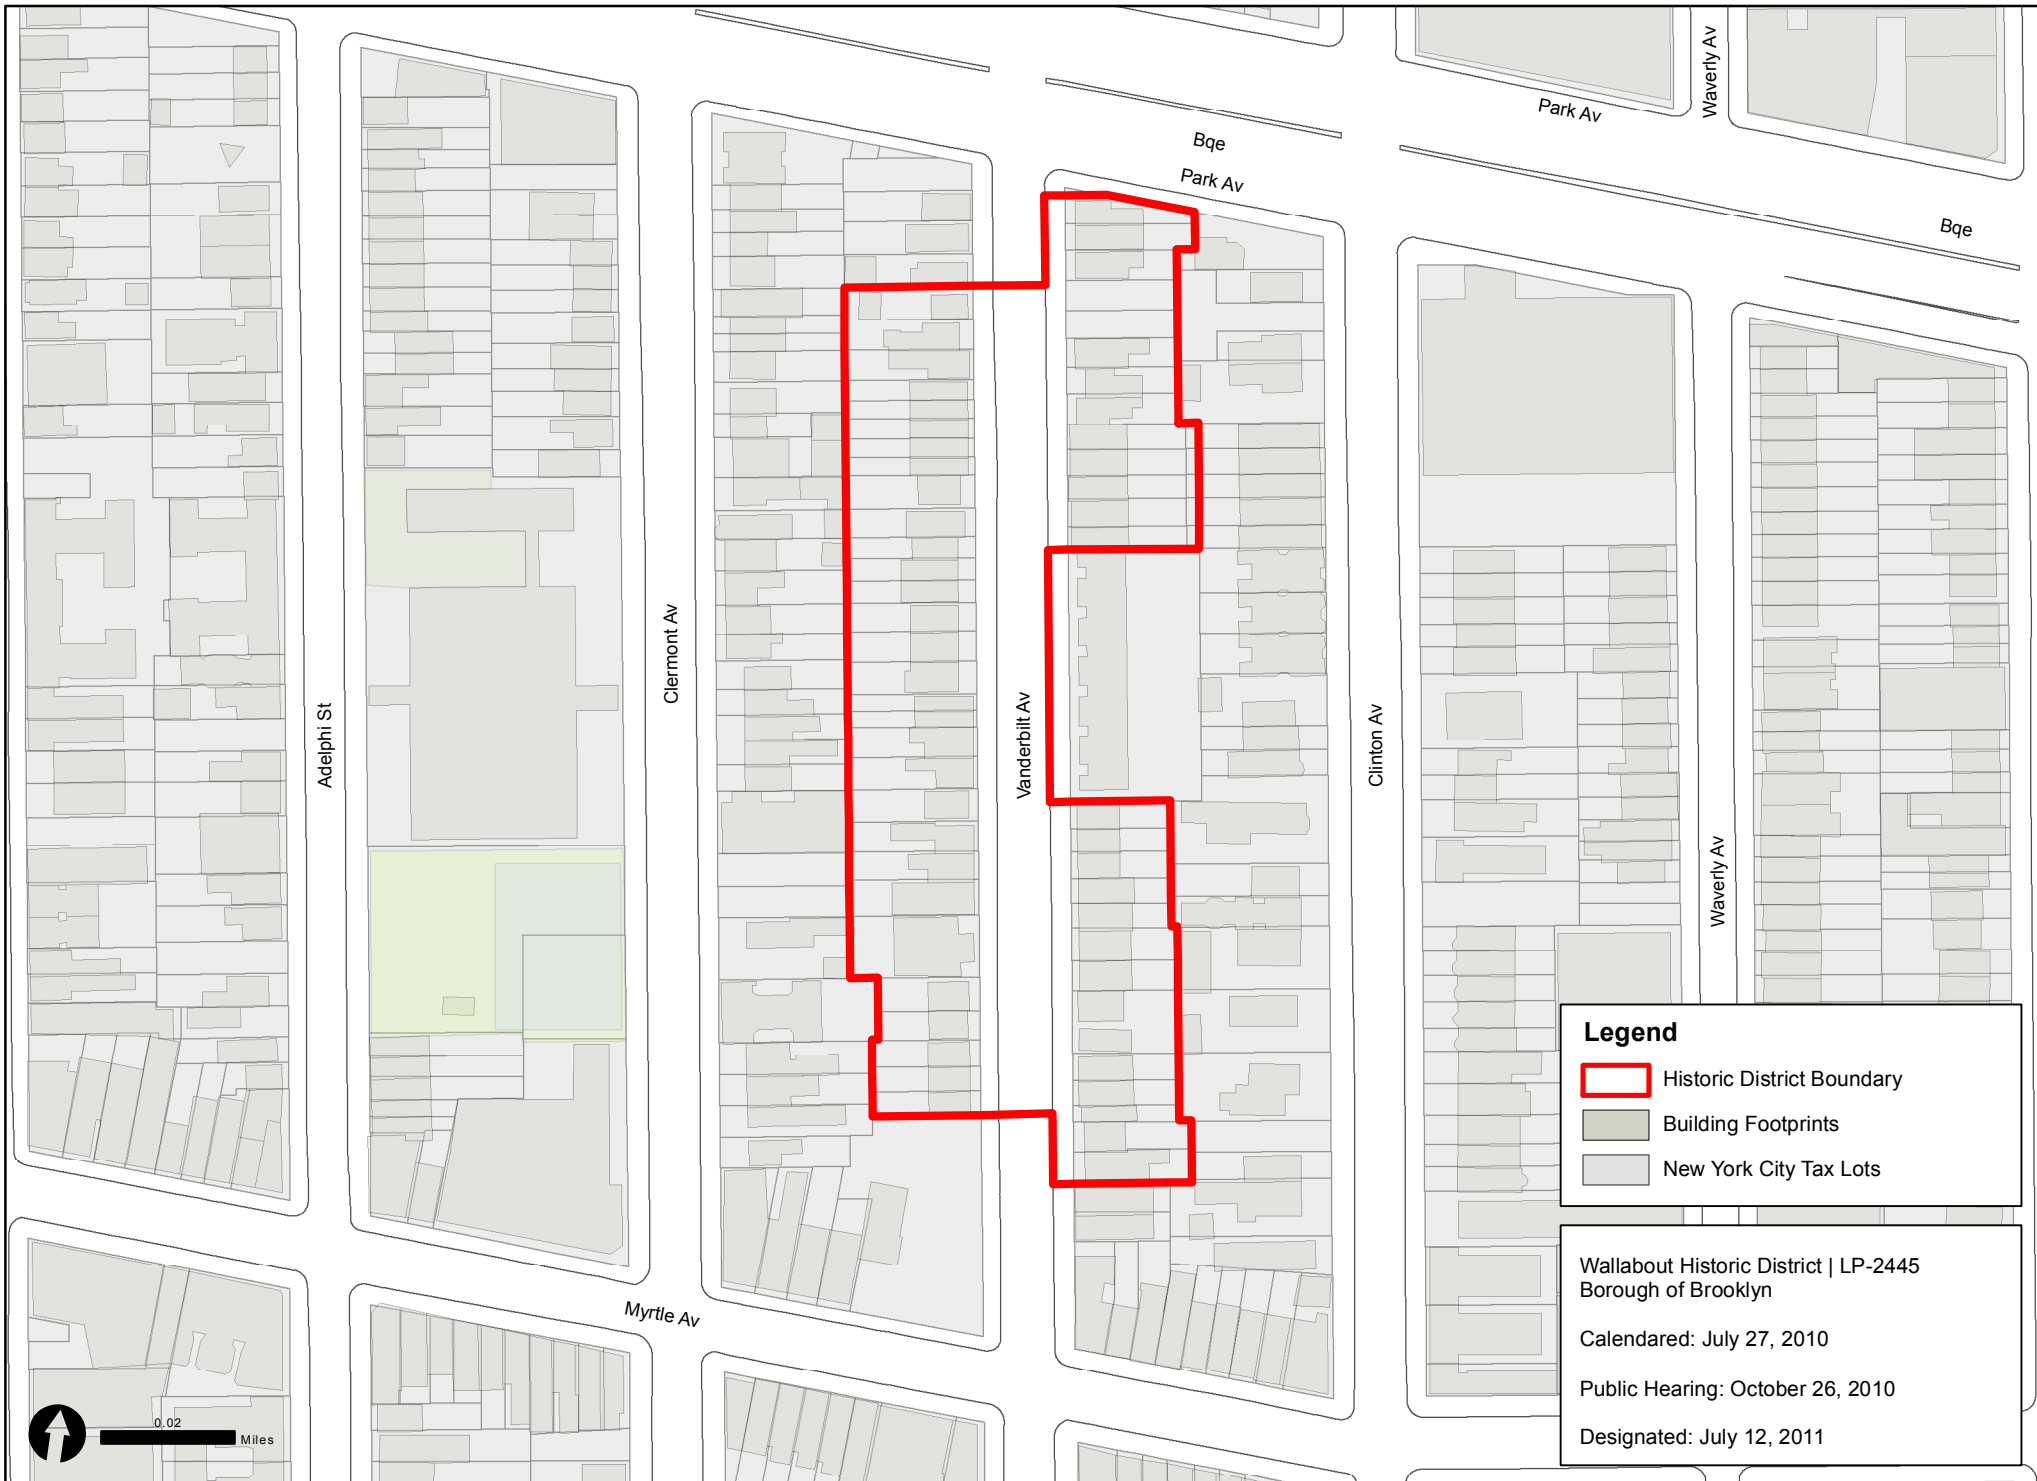 Waverly Av
Park Av
Bqe
Park Av
Bqe
Clermont Av
Adelphi St
Vanderbilt Av
Clinton Av
Waverly Av
Myrtle Av
Legend
Historic District Boundary
Building Footprints
New York City Tax Lots
Wallabout Historic District | LP-2445
Borough of Brooklyn
Calendared: July 27, 2010
Public Hearing: October 26, 2010
Designated: July 12, 2011
0.02
Miles